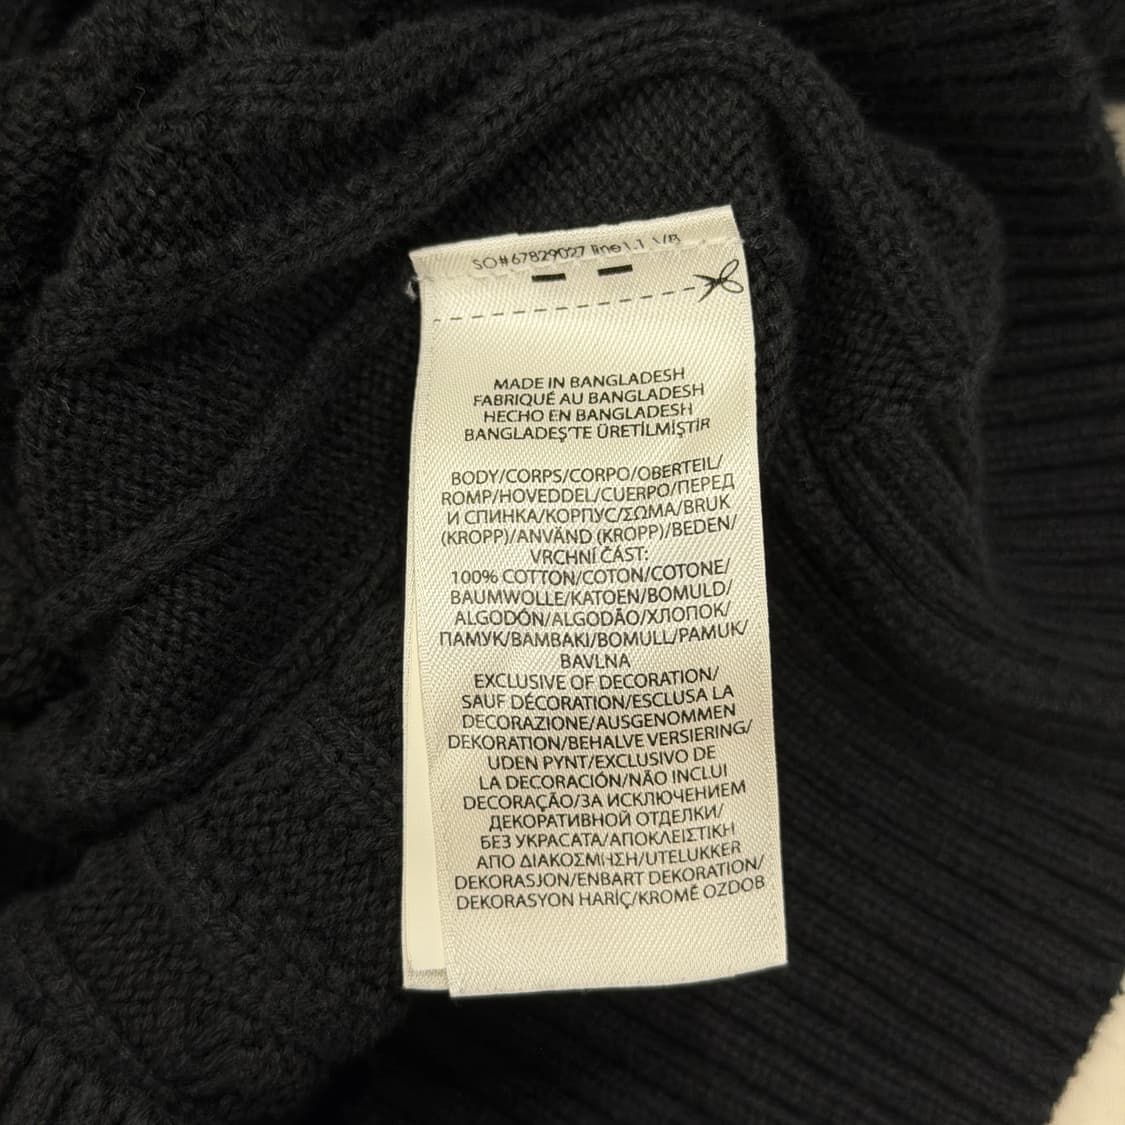 SO#67829027 line1.1 1/B
MADE IN BANGLADESH
FABRIQUÉ AU BANGLADESH
HECHO EN BANGLADESH
BANGLADEŞ'TE ÜRETİLMİŞTİR
BODY/CORPS/CORPO/OBERTEIL/
ROMP/HOVEDDEL/CUERPO/ПЕРЕД
И СПИНКА/КОРПУС/ΣΩΜΑ/BRUK
(KROPP)/ANVÄND (KROPP)/BEDEN/
VRCHNÍ ČÁST:
100% COTTON/COTON/COTONE/
BAUMWOLLE/KATOEN/BOMULD/
ALGODÓN/ALGODÃO/ХЛОПОК/
ПАМУК/ΒΑΜΒΑΚΙ/BOMULL/PAMUK/
BAVLNA
EXCLUSIVE OF DECORATION/
SAUF DÉCORATION/ESCLUSA LA
DECORAZIONE/AUSGENOMMEN
DEKORATION/BEHALVE VERSIERING/
UDEN PYNT/EXCLUSIVO DE
LA DECORACIÓN/NÃO INCLUI
DECORAÇÃO/ЗА ИСКЛЮЧЕНИЕМ
ДЕКОРАТИВНОЙ ОТДЕЛКИ/
БЕЗ УКРАСАТА/ΑΠΟΚΛΕΙΣΤΙΚΗ
ΑΠΟ ΔΙΑΚΟΣΜΗΣΗ/UTELUKKER
DEKORASJON/ENBART DEKORATION/
DEKORASYON HARİÇ/KROMĚ OZDOB